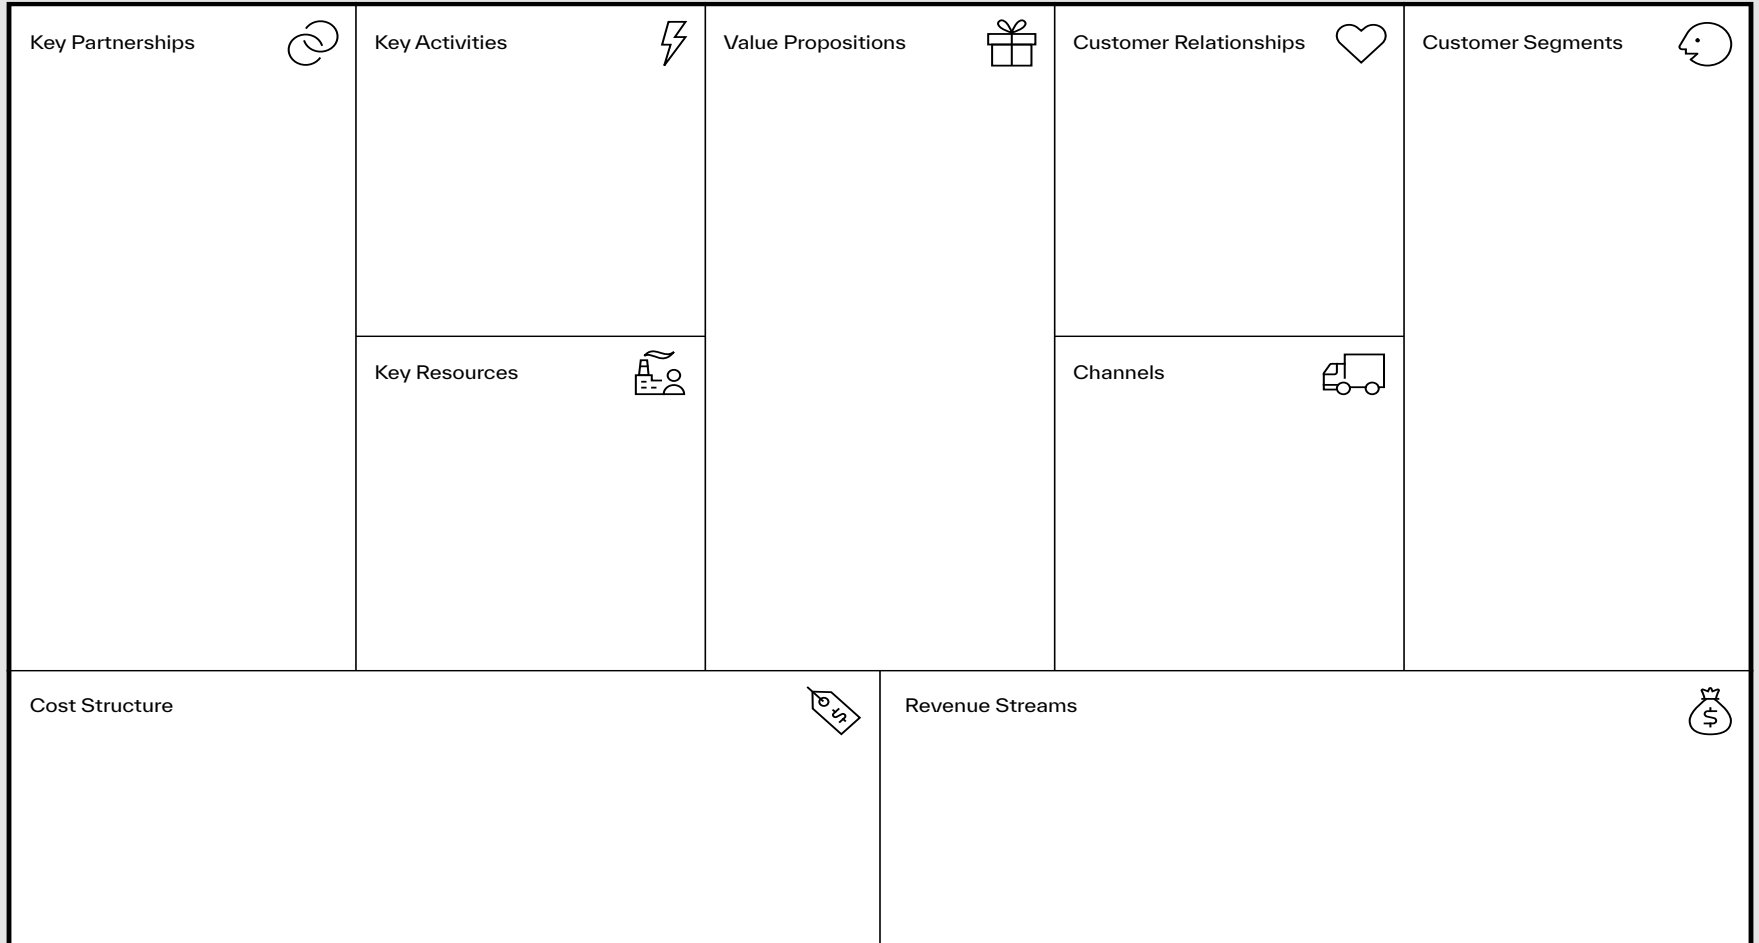 Key Partnerships
Key Activities
Value Propositions
Customer Relationships
Customer Segments
Key Resources
Channels
Cost Structure
$
Revenue Streams
$